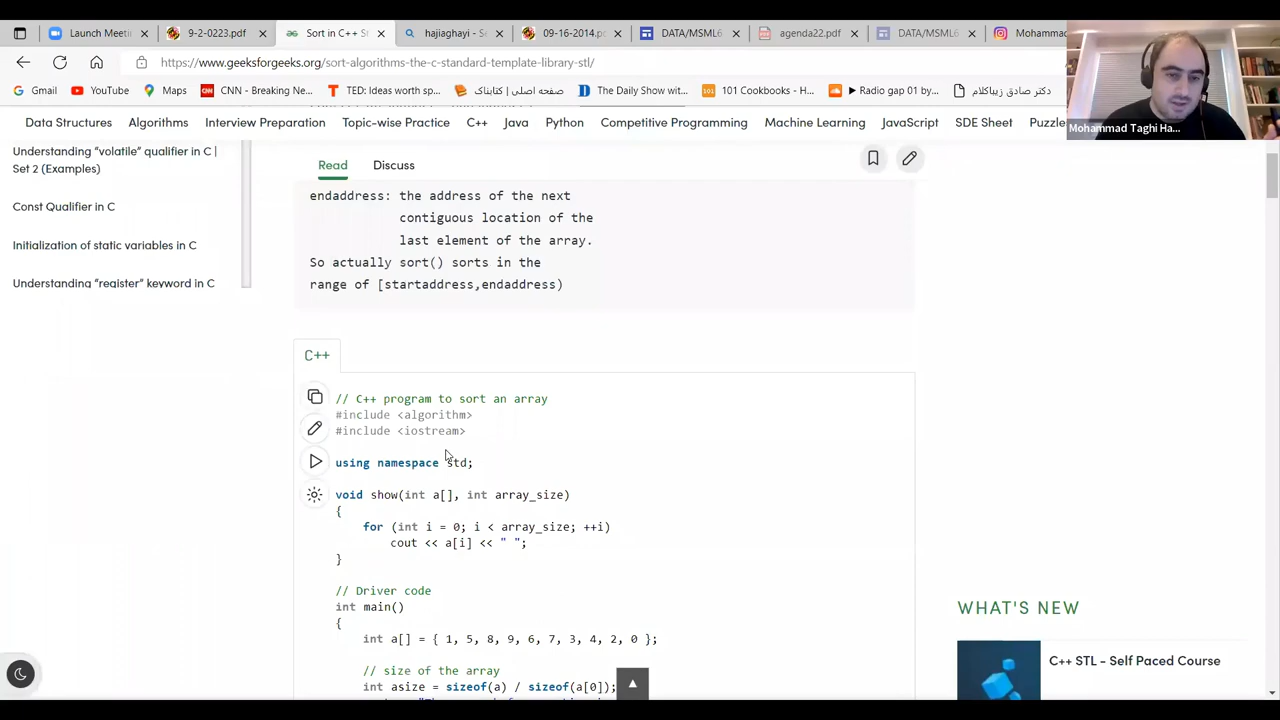 Launch Meeti
9-2-0223.pdf
Sort in C++ St
hajiaghayi - Se
09-16-2014.pd
DATA/MSML6
agenda22.pdf
DATA/MSML6
Mohamm
https://www.geeksforgeeks.org/sort-algorithms-the-c-standard-template-library-stl/
Gmail
YouTube
Maps
CNN - Breaking Ne...
TED: Ideas worth sp...
صفحه اصلی | کتابناک
The Daily Show wit...
101 Cookbooks - H...
Radio gap 01 by...
دکتر صادق زیباکلام
Mohammad Taghi Ha...
Data Structures
Algorithms
Interview Preparation
Topic-wise Practice
C++
Java
Python
Competitive Programming
Machine Learning
JavaScript
SDE Sheet
Puzzle
Understanding “volatile” qualifier in C |
Set 2 (Examples)
Const Qualifier in C
Initialization of static variables in C
Understanding “register” keyword in C
Read
Discuss
endaddress: the address of the next
contiguous location of the
last element of the array.
So actually sort() sorts in the
range of [startaddress,endaddress)
C++
// C++ program to sort an array
#include <algorithm>
#include <iostream>
using namespace std;
void show(int a[], int array_size)
{
for (int i = 0; i < array_size; ++i)
cout << a[i] << " ";
}
// Driver code
int main()
{
int a[] = { 1, 5, 8, 9, 6, 7, 3, 4, 2, 0 };
// size of the array
int asize = sizeof(a) / sizeof(a[0]);
WHAT'S NEW
C++ STL - Self Paced Course